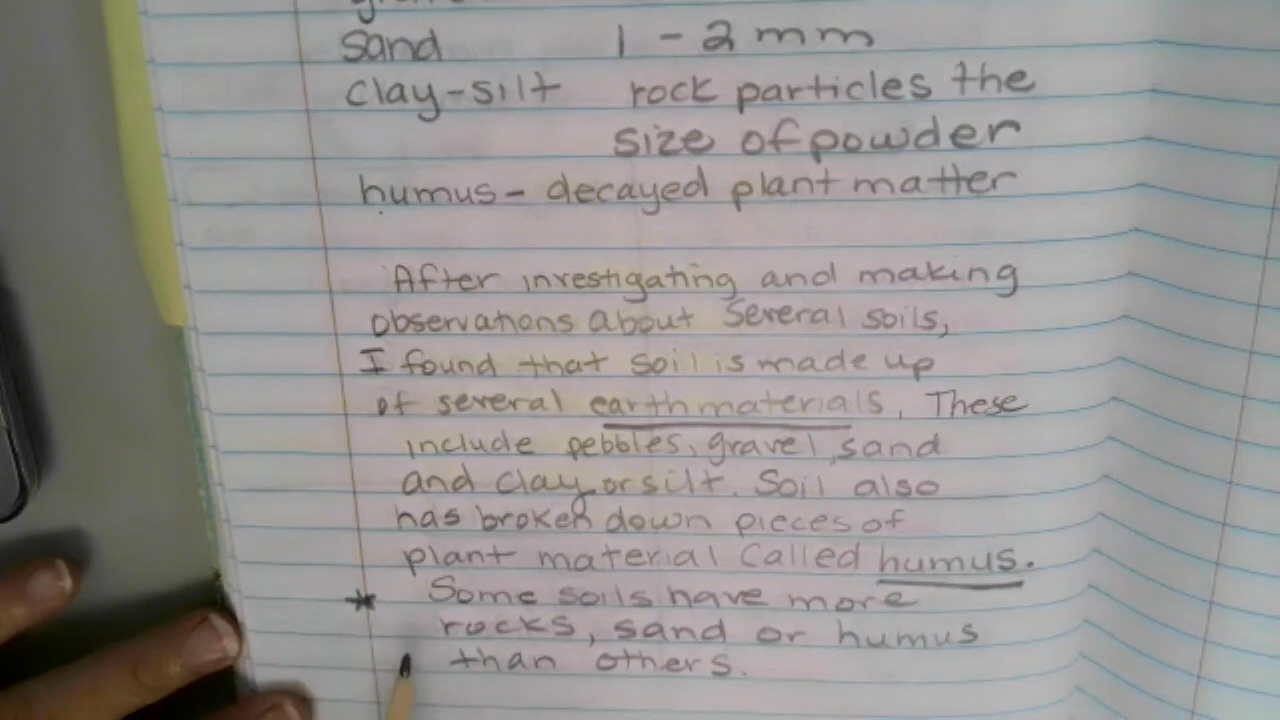 sand 1-2 mm
clay-silt rock particles the
size of powder
humus - decayed plant matter
After investigating and making
observations about several soils,
I found that soil is made up
of several earth materials. These
include pebbles, gravel, sand
and clay or silt. Soil also
has broken down pieces of
plant material called humus.
* Some soils have more
rocks, sand or humus
than others.